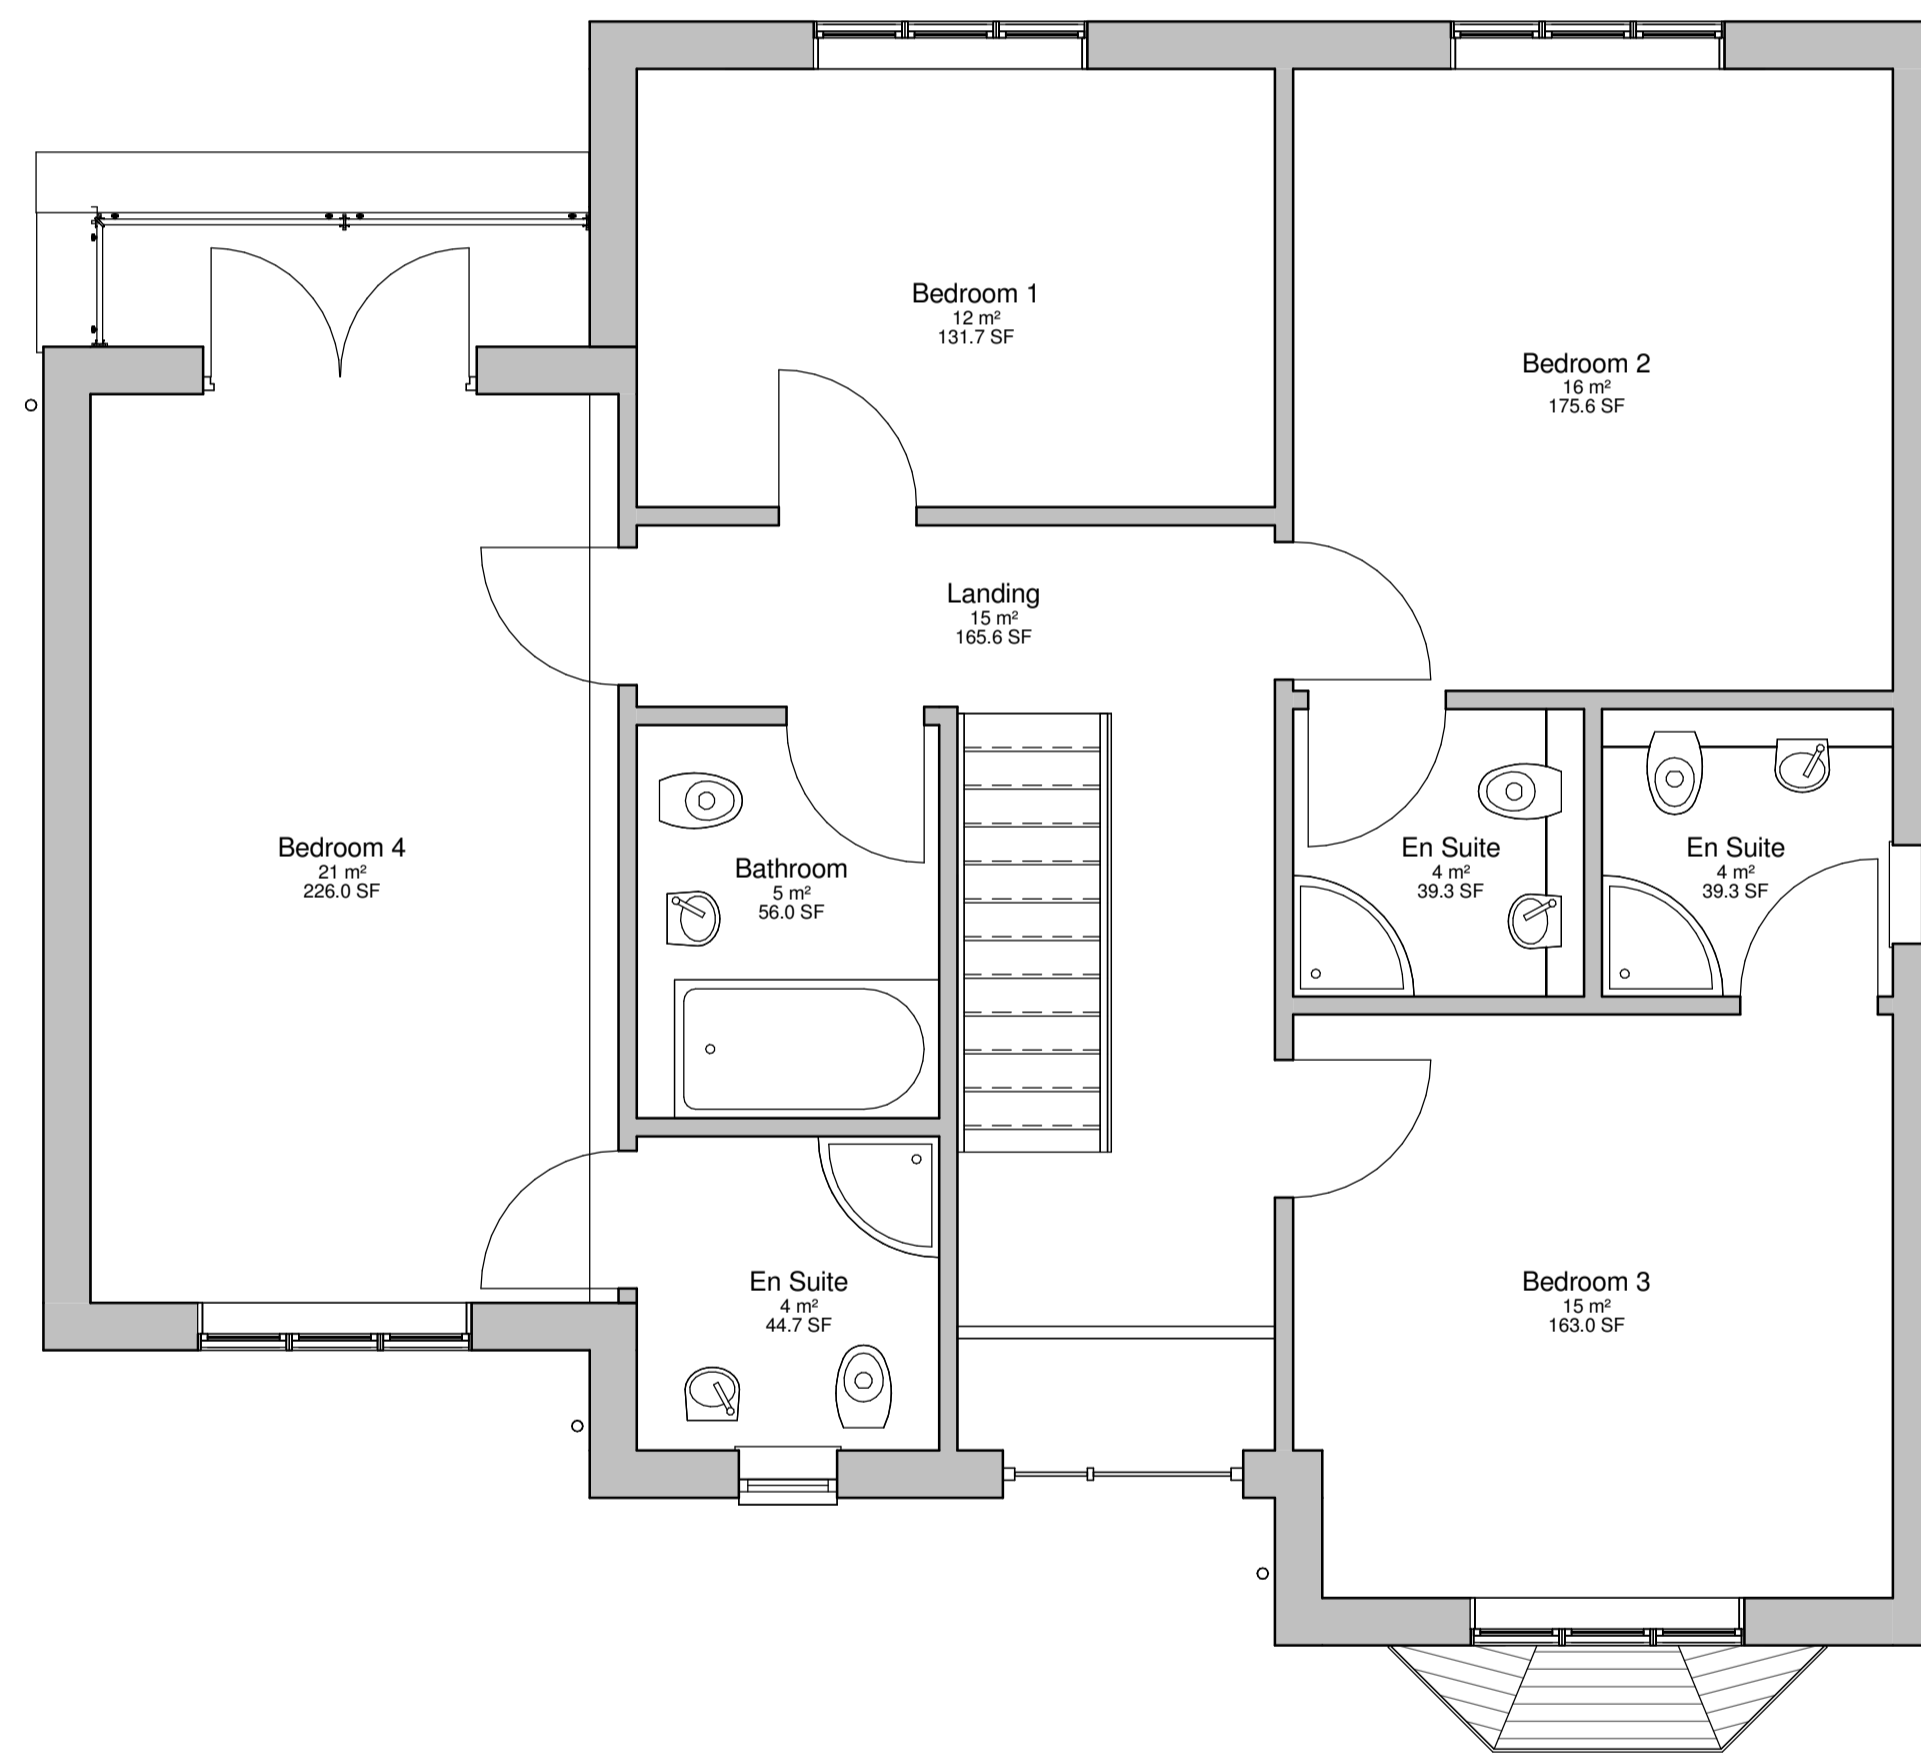 Bedroom 1
12 m²
131.7 SF
Bedroom 2
16 m²
175.6 SF
Landing
15 m²
165.6 SF
Bedroom 4
21 m²
226.0 SF
Bathroom
5 m²
56.0 SF
En Suite
4 m²
39.3 SF
En Suite
4 m²
39.3 SF
En Suite
4 m²
44.7 SF
Bedroom 3
15 m²
163.0 SF